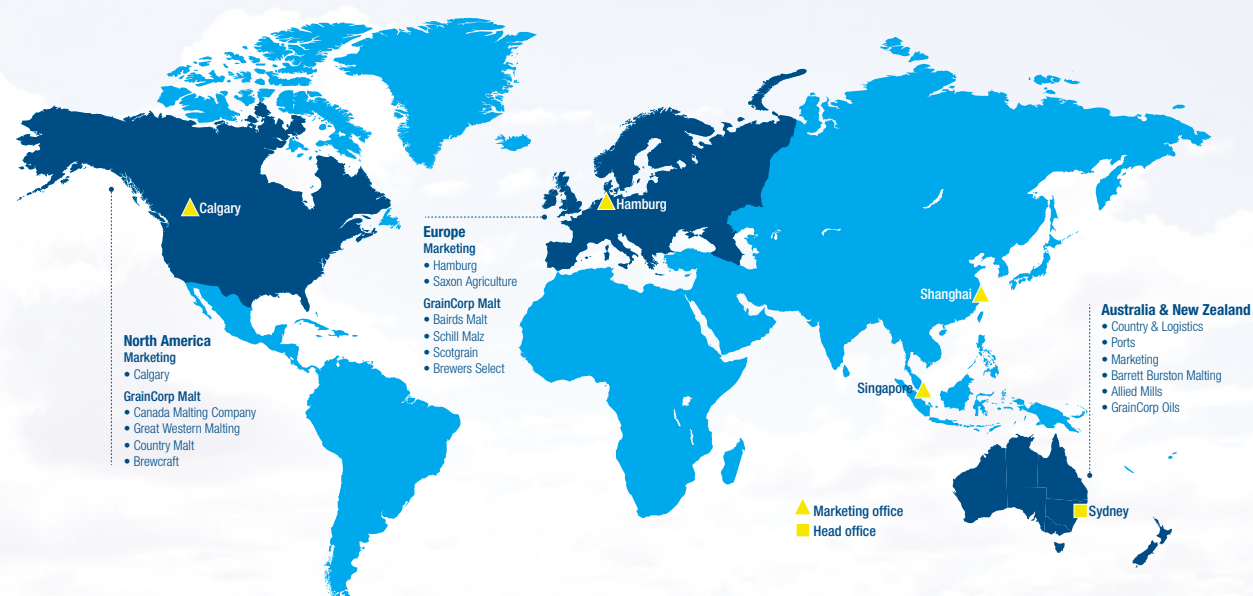 Calgary
Hamburg
Shanghai
Singapore
Sydney
North America
Marketing
• Calgary
GrainCorp Malt
• Canada Malting Company
• Great Western Malting
• Country Malt
• Brewcraft
Europe
Marketing
• Hamburg
• Saxon Agriculture
GrainCorp Malt
• Bairds Malt
• Schill Malz
• Scotgrain
• Brewers Select
Australia & New Zealand
• Country & Logistics
• Ports
• Marketing
• Barrett Burston Malting
• Allied Mills
• GrainCorp Oils
Marketing office
Head office